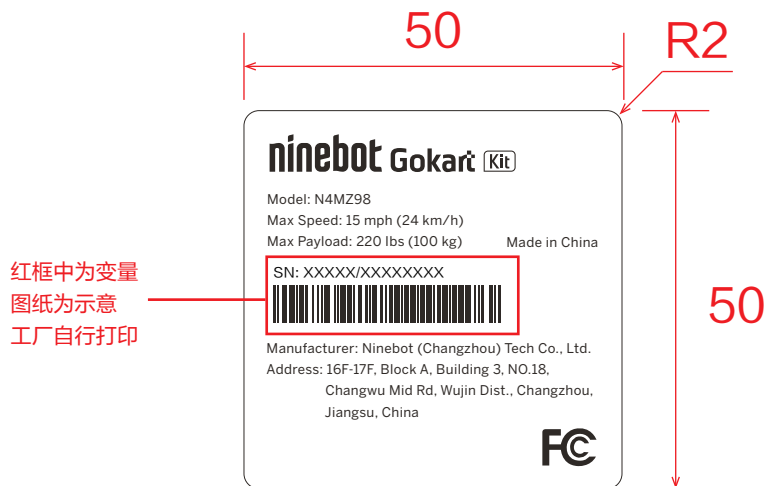 50
R2
ninebot Gokart Kit
Model: N4MZ98
Max Speed: 15 mph (24 km/h)
Max Payload: 220 lbs (100 kg)
Made in China
红框中为变量
图纸为示意
工厂自行打印
SN: XXXXX/XXXXXXXX
50
Manufacturer: Ninebot (Changzhou) Tech Co., Ltd.
Address: 16F-17F, Block A, Building 3, NO.18,
Changwu Mid Rd, Wujin Dist., Changzhou,
Jiangsu, China
FC